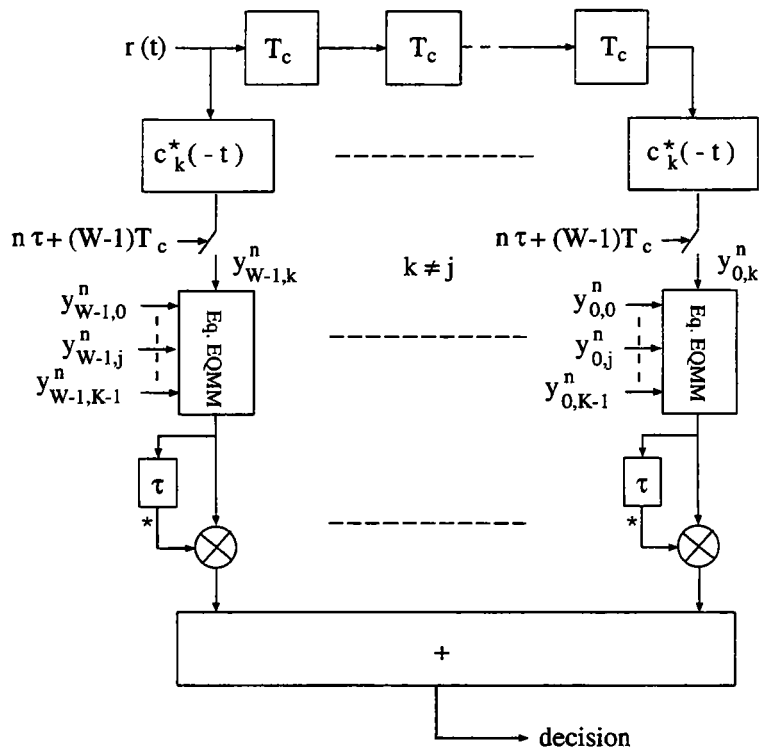 r (t)
T_c
T_c
T_c
c*_k(-t)
c*_k(-t)
n τ + (W-1)T_c
n τ + (W-1)T_c
y^n_{W-1,k}
k ≠ j
y^n_{0,k}
y^n_{W-1,0}
y^n_{W-1,j}
y^n_{W-1,K-1}
Eq. EQMM
y^n_{0,0}
y^n_{0,j}
y^n_{0,K-1}
Eq. EQMM
τ
*
τ
*
+
decision